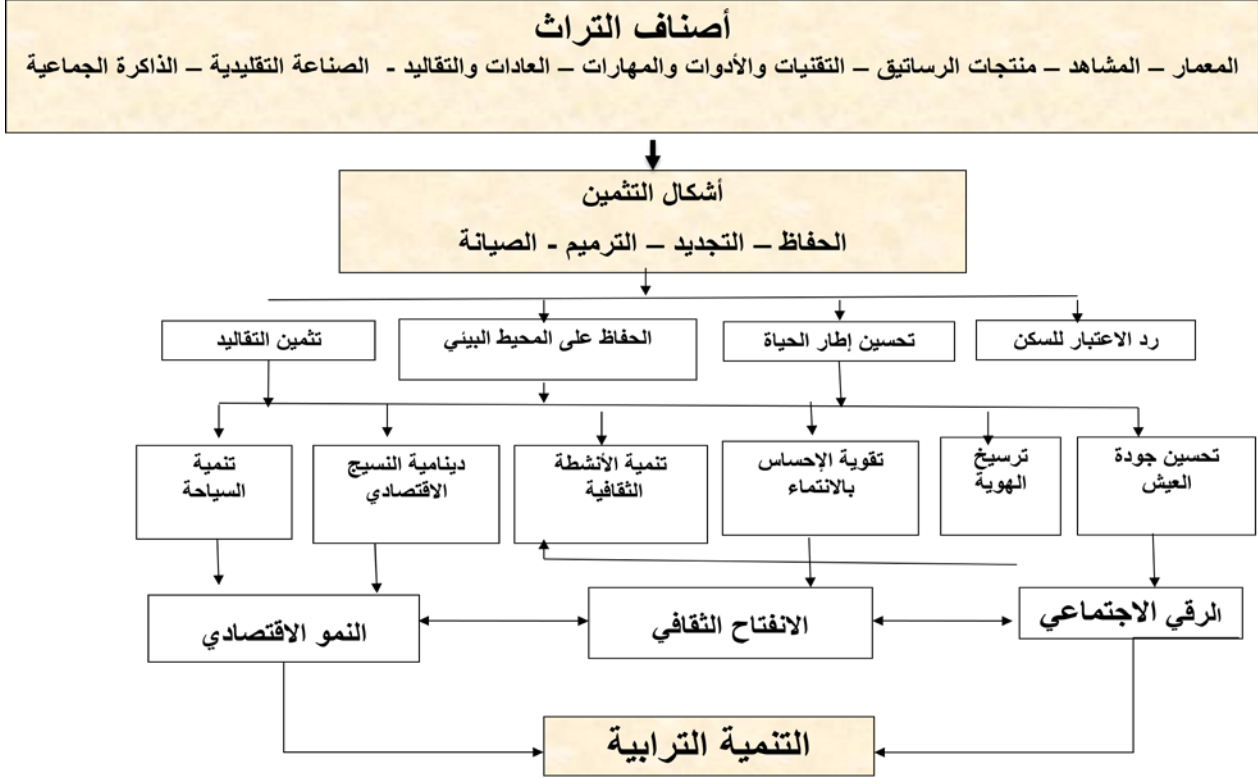 أصناف التراث
المعمار – المشاهد – منتجات الرساتيق – التقنيات والأدوات والمهارات – العادات والتقاليد - الصناعة التقليدية – الذاكرة الجماعية
أشكال التثمين
الحفاظ – التجديد – الترميم - الصيانة
رد الاعتبار للسكن
تحسين إطار الحياة
الحفاظ على المحيط البيئي
تثمين التقاليد
تحسين جودة
العيش
ترسيخ
الهوية
تقوية الإحساس
بالانتماء
تنمية الأنشطة
الثقافية
دينامية النسيج
الاقتصادي
تنمية
السياحة
الرقي الاجتماعي
الانفتاح الثقافي
النمو الاقتصادي
التنمية الترابية